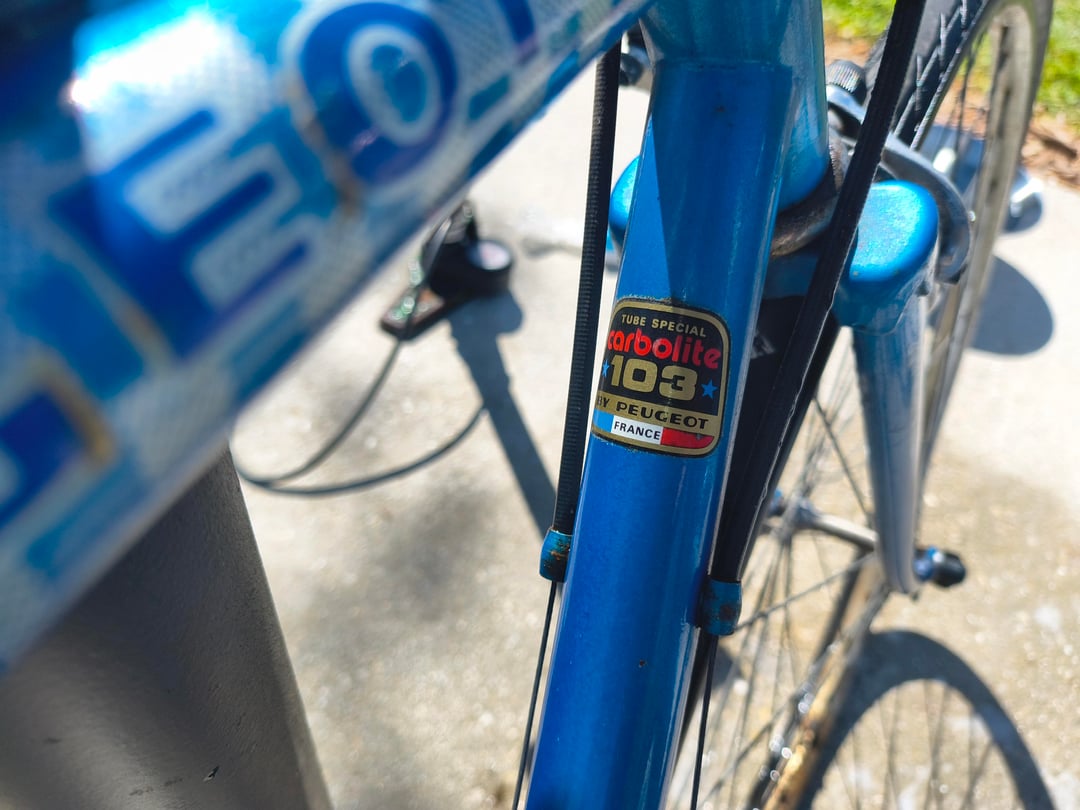 TUBE SPECIAL
carbolite
103
BY PEUGEOT
FRANCE